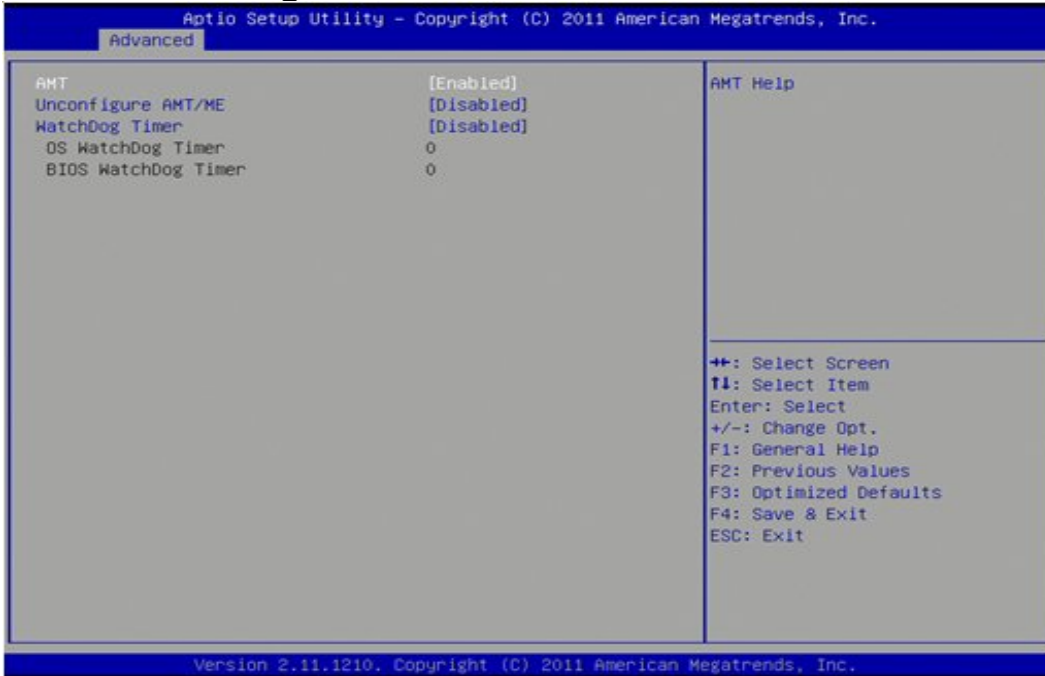 Aptio Setup Utility – Copyright (C) 2011 American Megatrends, Inc.
Advanced
AMT [Enabled]
Unconfigure AMT/ME [Disabled]
WatchDog Timer [Disabled]
OS WatchDog Timer 0
BIOS WatchDog Timer 0
AMT Help
→←: Select Screen
↑↓: Select Item
Enter: Select
+/-: Change Opt.
F1: General Help
F2: Previous Values
F3: Optimized Defaults
F4: Save & Exit
ESC: Exit
Version 2.11.1210. Copyright (C) 2011 American Megatrends, Inc.